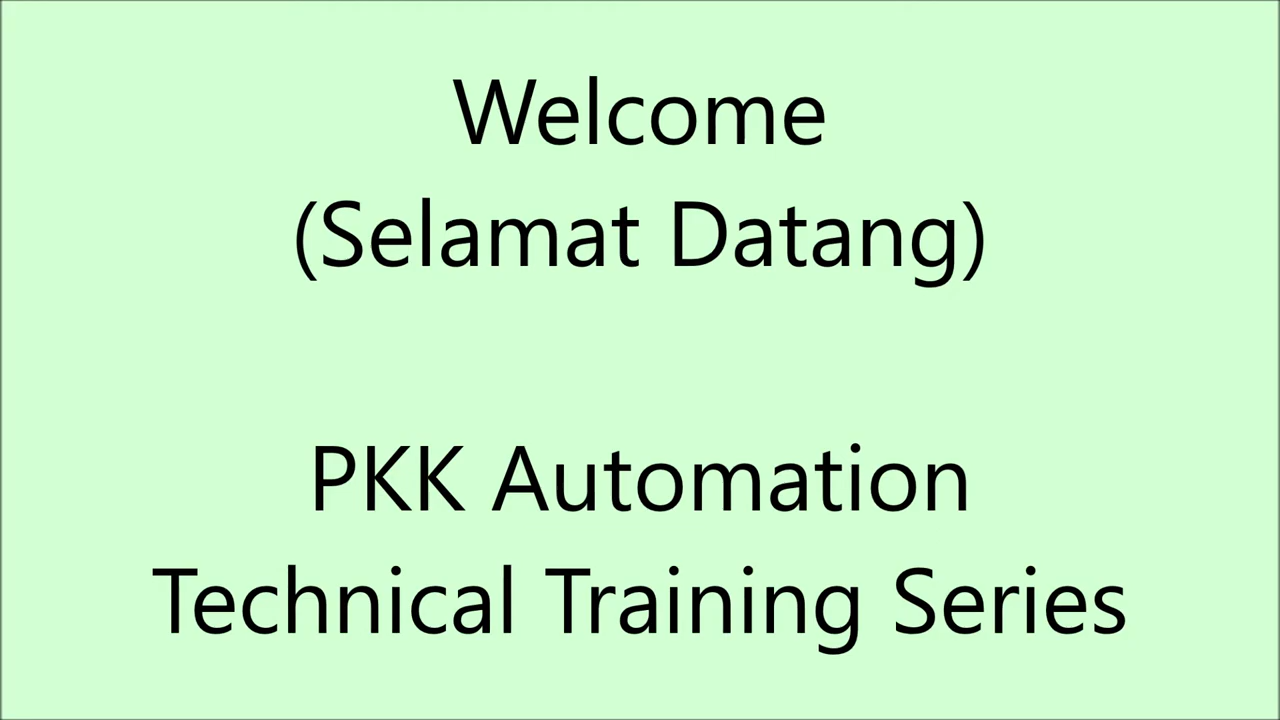 Welcome
(Selamat Datang)
PKK Automation
Technical Training Series